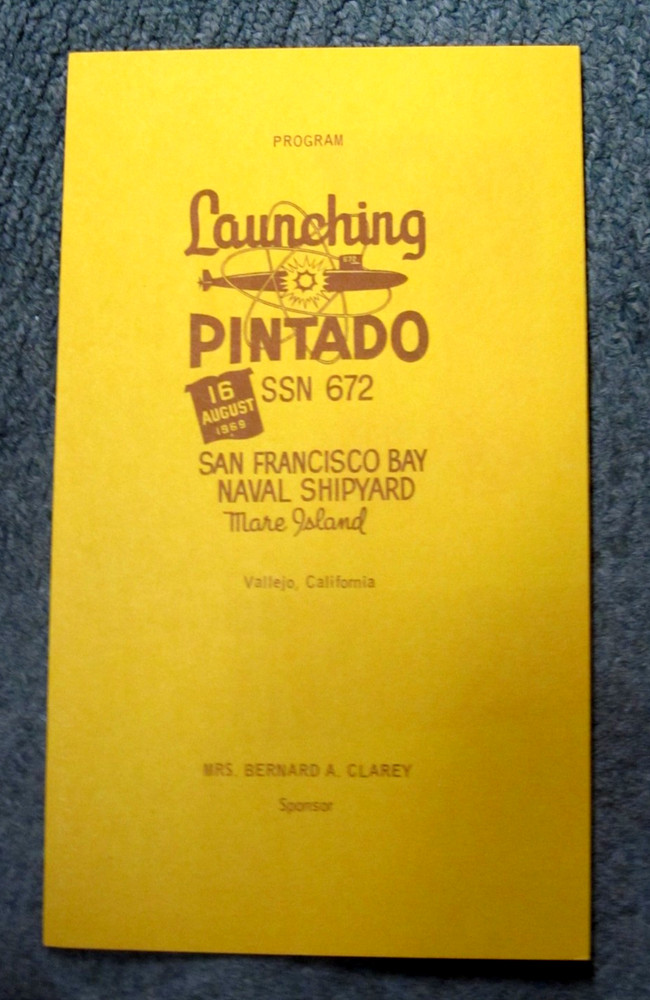 PROGRAM
Launching
672
PINTADO
16
AUGUST
1969
SSN 672
SAN FRANCISCO BAY
NAVAL SHIPYARD
Mare Island
Vallejo, California
MRS. BERNARD A. CLAREY
Sponsor